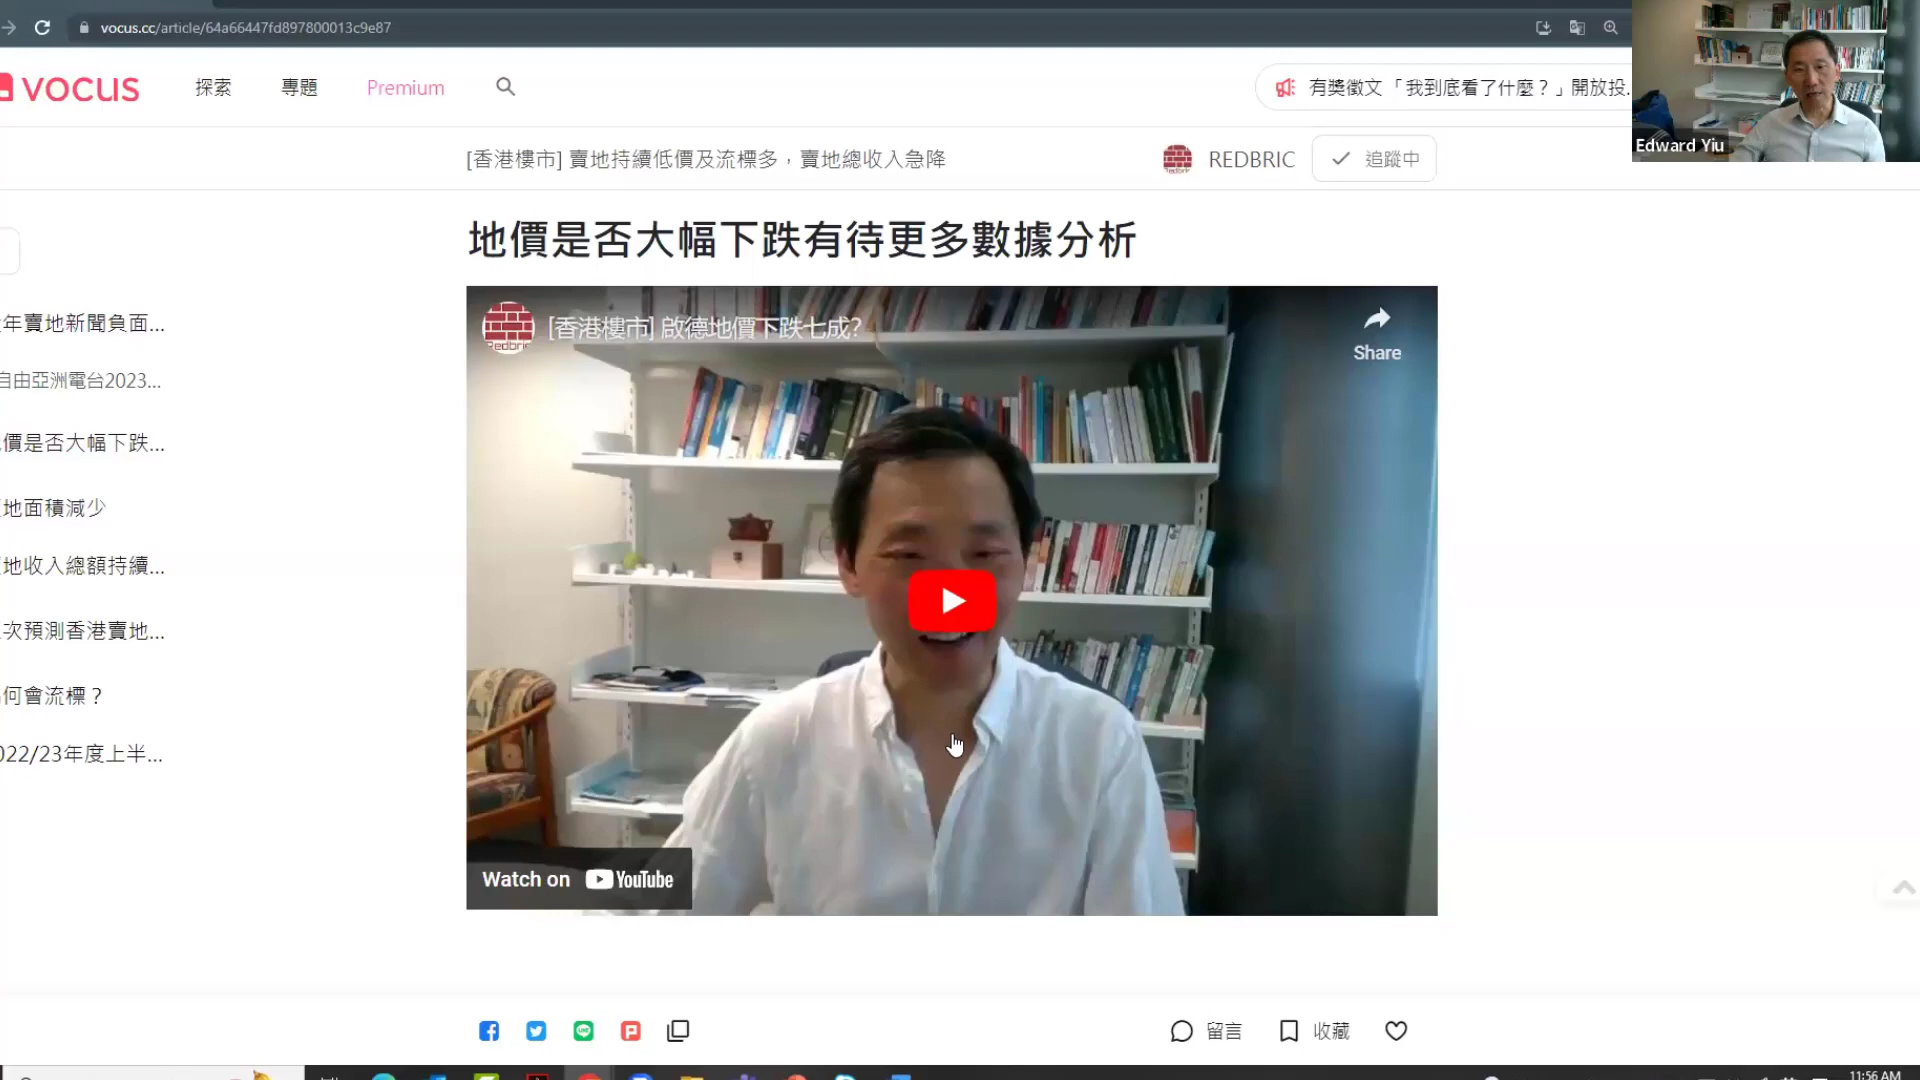 vocus.cc/article/64a66447fd897800013c9e87
vocus
探索
專題
Premium
有獎徵文「我到底看了什麼？」開放投...
Edward Yiu
[香港樓市] 賣地持續低價及流標多，賣地總收入急降
REDBRIC
追蹤中
地價是否大幅下跌有待更多數據分析
年賣地新聞負面...
自由亞洲電台2023...
價是否大幅下跌...
地面積減少
地收入總額持續...
次預測香港賣地...
何會流標？
022/23年度上半...
Redbric
[香港樓市] 啟德地價下跌七成?
Share
Watch on YouTube
留言
收藏
11:56 AM